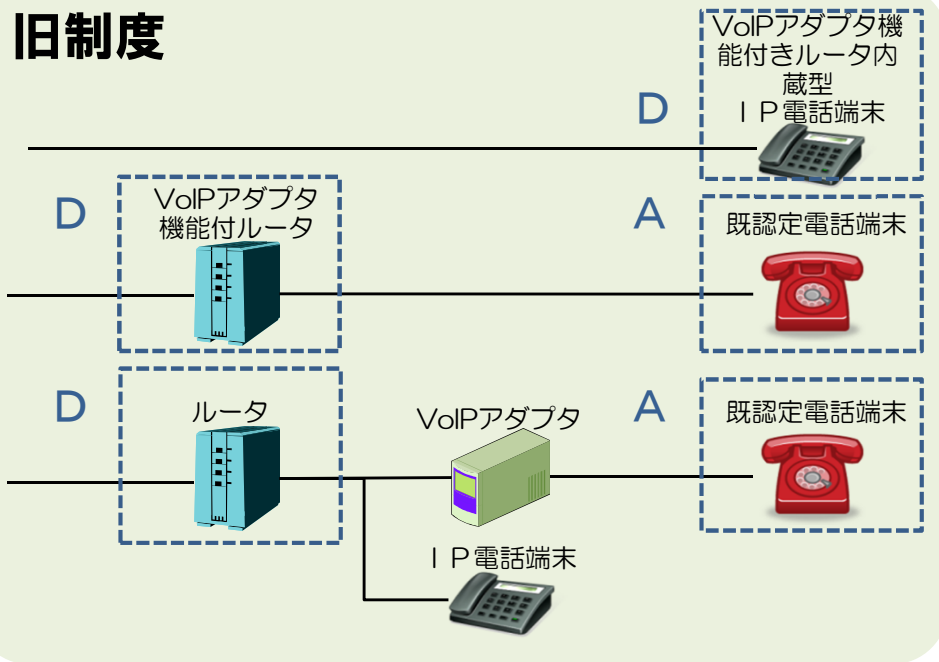 旧制度
VoIPアダプタ機
能付きルータ内
蔵型
ＩＰ電話端末
D
D
VoIPアダプタ
機能付ルータ
A
既認定電話端末
D
ルータ
VoIPアダプタ
A
既認定電話端末
ＩＰ電話端末